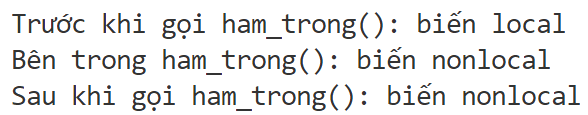 Trước khi gọi ham_trong(): biến local
Bên trong ham_trong(): biến nonlocal
Sau khi gọi ham_trong(): biến nonlocal